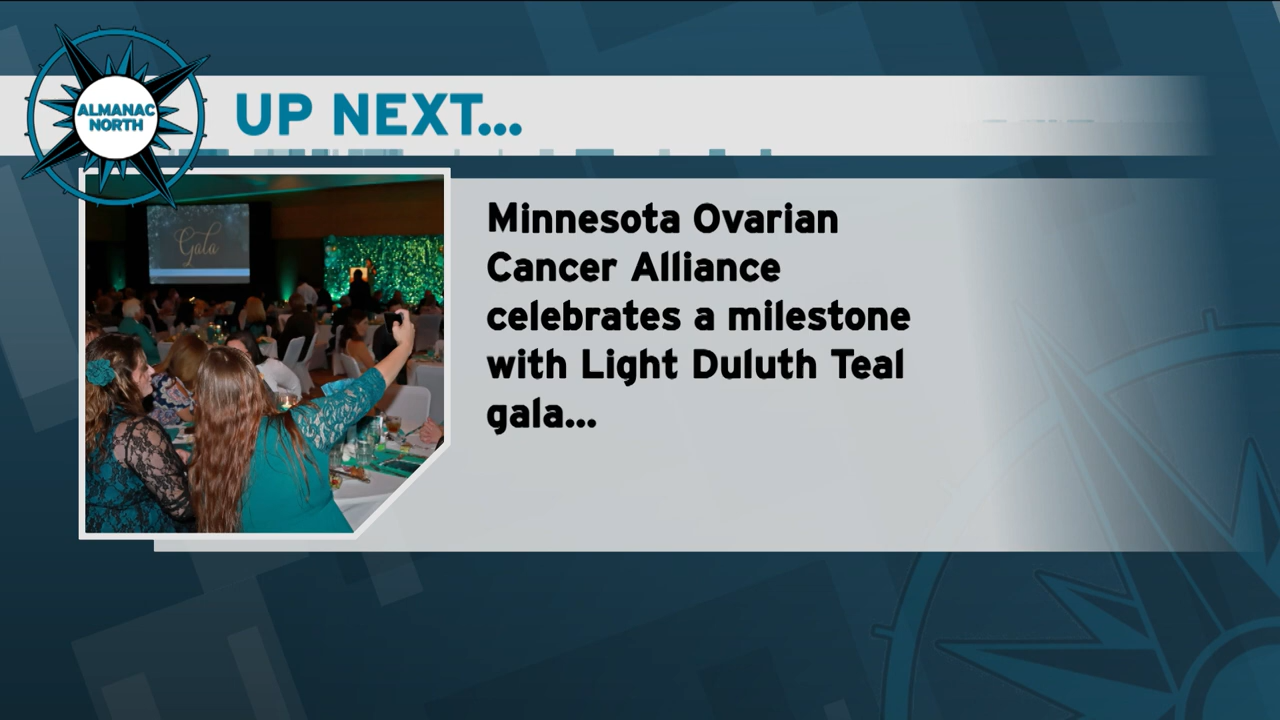 ALMANAC
NORTH
UP NEXT...
Gala
Minnesota Ovarian
Cancer Alliance
celebrates a milestone
with Light Duluth Teal
gala...